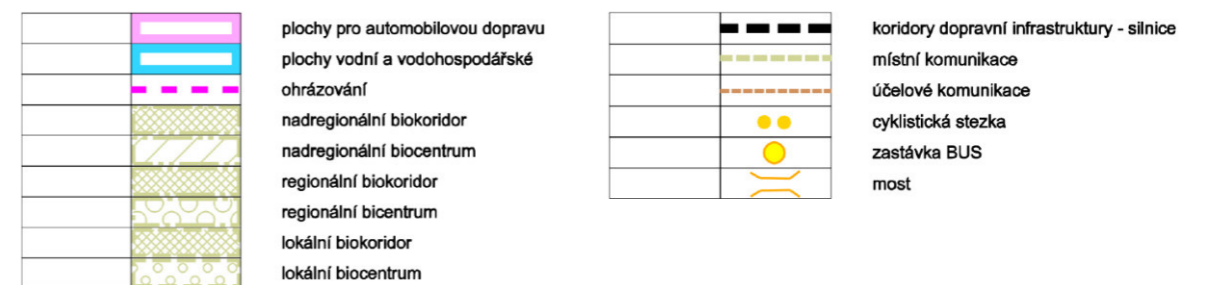 plochy pro automobilovou dopravu
plochy vodní a vodohospodářské
ohrázování
nadregionální biokoridor
nadregionální biocentrum
regionální biokoridor
regionální bicentrum
lokální biokoridor
lokální biocentrum
koridory dopravní infrastruktury - silnice
místní komunikace
účelové komunikace
cyklistická stezka
zastávka BUS
most